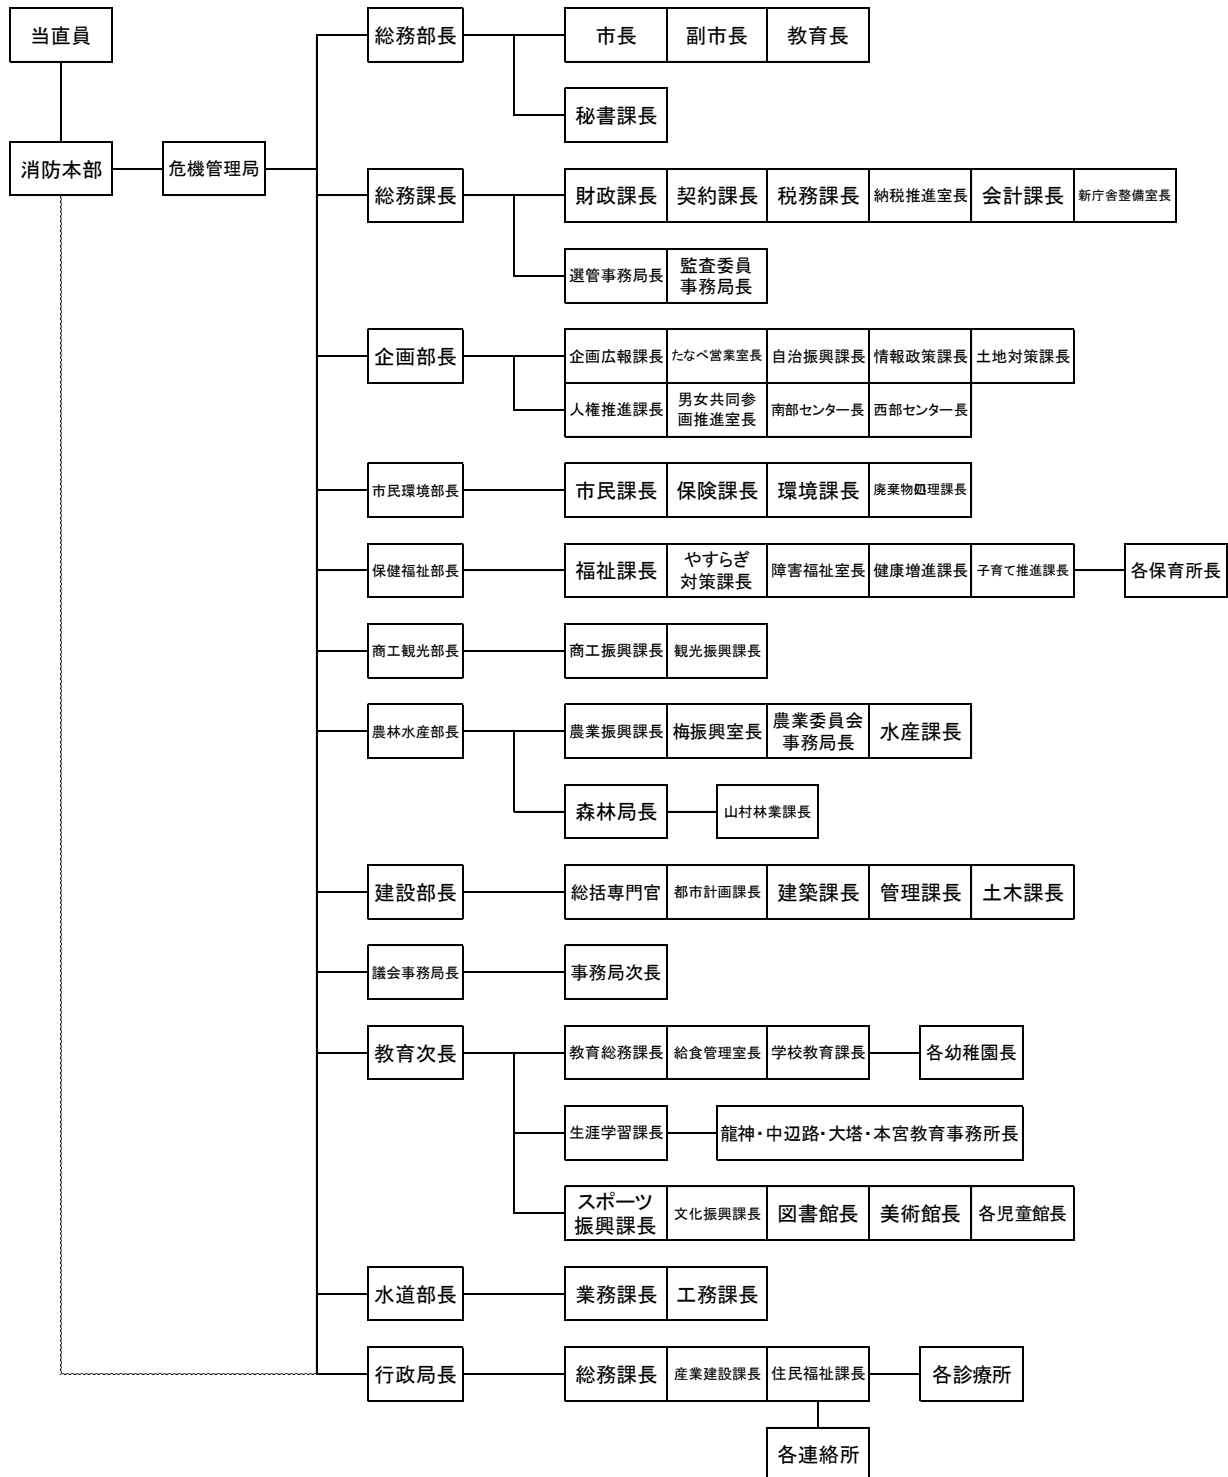 当直員
総務部長
市長
副市長
教育長
秘書課長
消防本部
危機管理局
総務課長
財政課長
契約課長
税務課長
納税推進室長
会計課長
新庁舎整備室長
選管事務局長
監査委員
事務局長
企画部長
企画広報課長
たなべ営業室長
自治振興課長
情報政策課長
土地対策課長
人権推進課長
男女共同参
画推進室長
南部センター長
西部センター長
市民環境部長
市民課長
保険課長
環境課長
廃棄物処理課長
保健福祉部長
福祉課長
やすらぎ
対策課長
障害福祉室長
健康増進課長
子育て推進課長
各保育所長
商工観光部長
商工振興課長
観光振興課長
農林水産部長
農業振興課長
梅振興室長
農業委員会
事務局長
水産課長
森林局長
山村林業課長
建設部長
総括専門官
都市計画課長
建築課長
管理課長
土木課長
議会事務局長
事務局次長
教育次長
教育総務課長
給食管理室長
学校教育課長
各幼稚園長
生涯学習課長
龍神・中辺路・大塔・本宮教育事務所長
スポーツ
振興課長
文化振興課長
図書館長
美術館長
各児童館長
水道部長
業務課長
工務課長
行政局長
総務課長
産業建設課長
住民福祉課長
各診療所
各連絡所